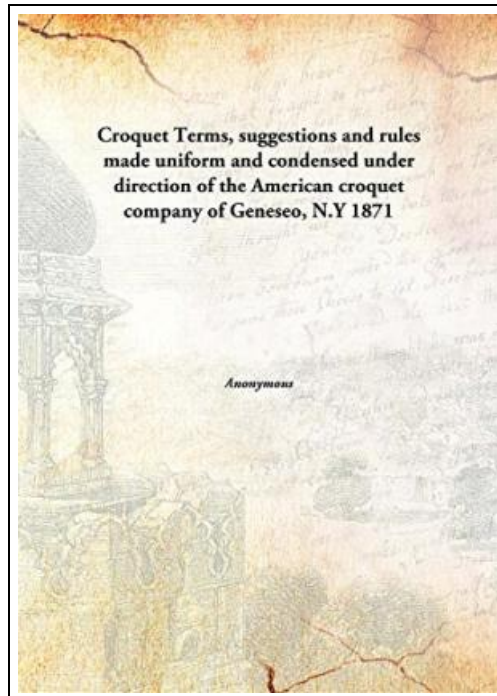 Croquet Terms, suggestions and rules
made uniform and condensed under
direction of the American croquet
company of Geneseo, N.Y 1871
Anonymous